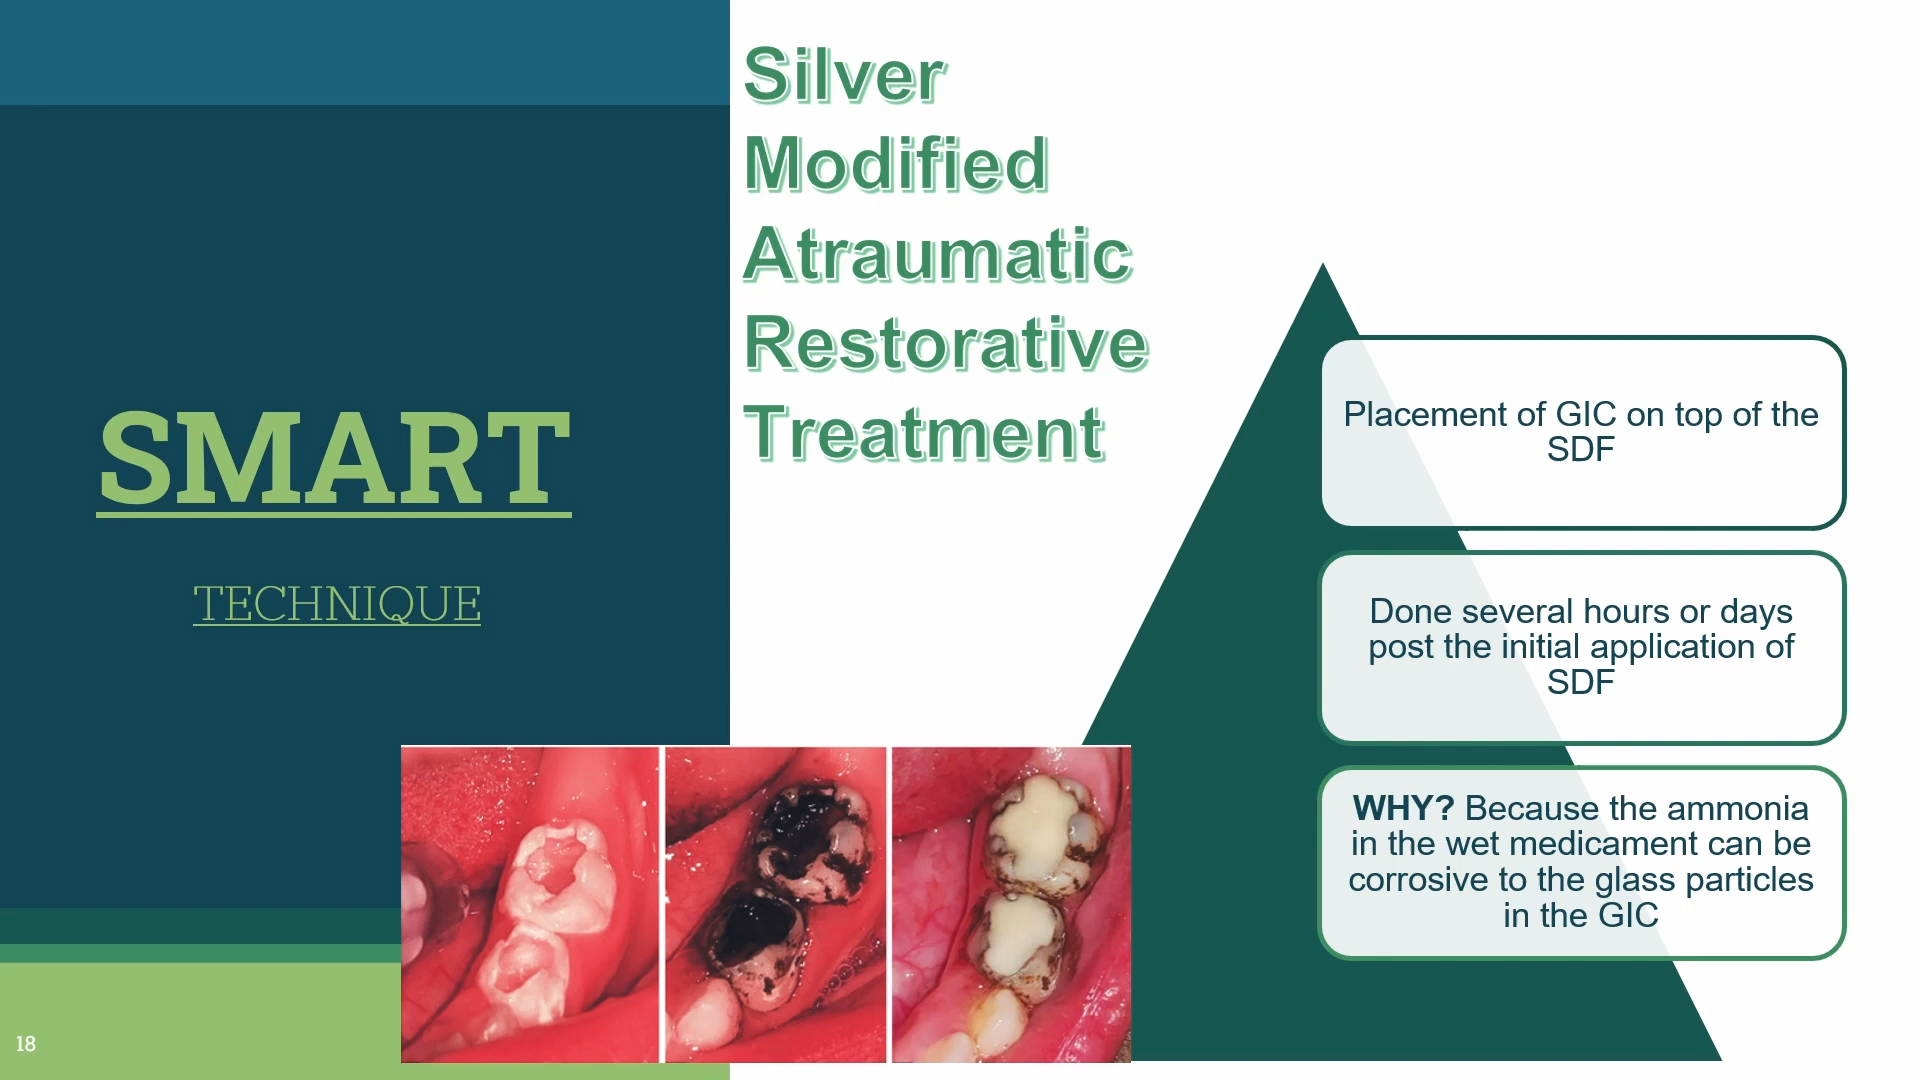 SMART
TECHNIQUE
Silver
Modified
Atraumatic
Restorative
Treatment
Placement of GIC on top of the
SDF
Done several hours or days
post the initial application of
SDF
WHY? Because the ammonia
in the wet medicament can be
corrosive to the glass particles
in the GIC
18